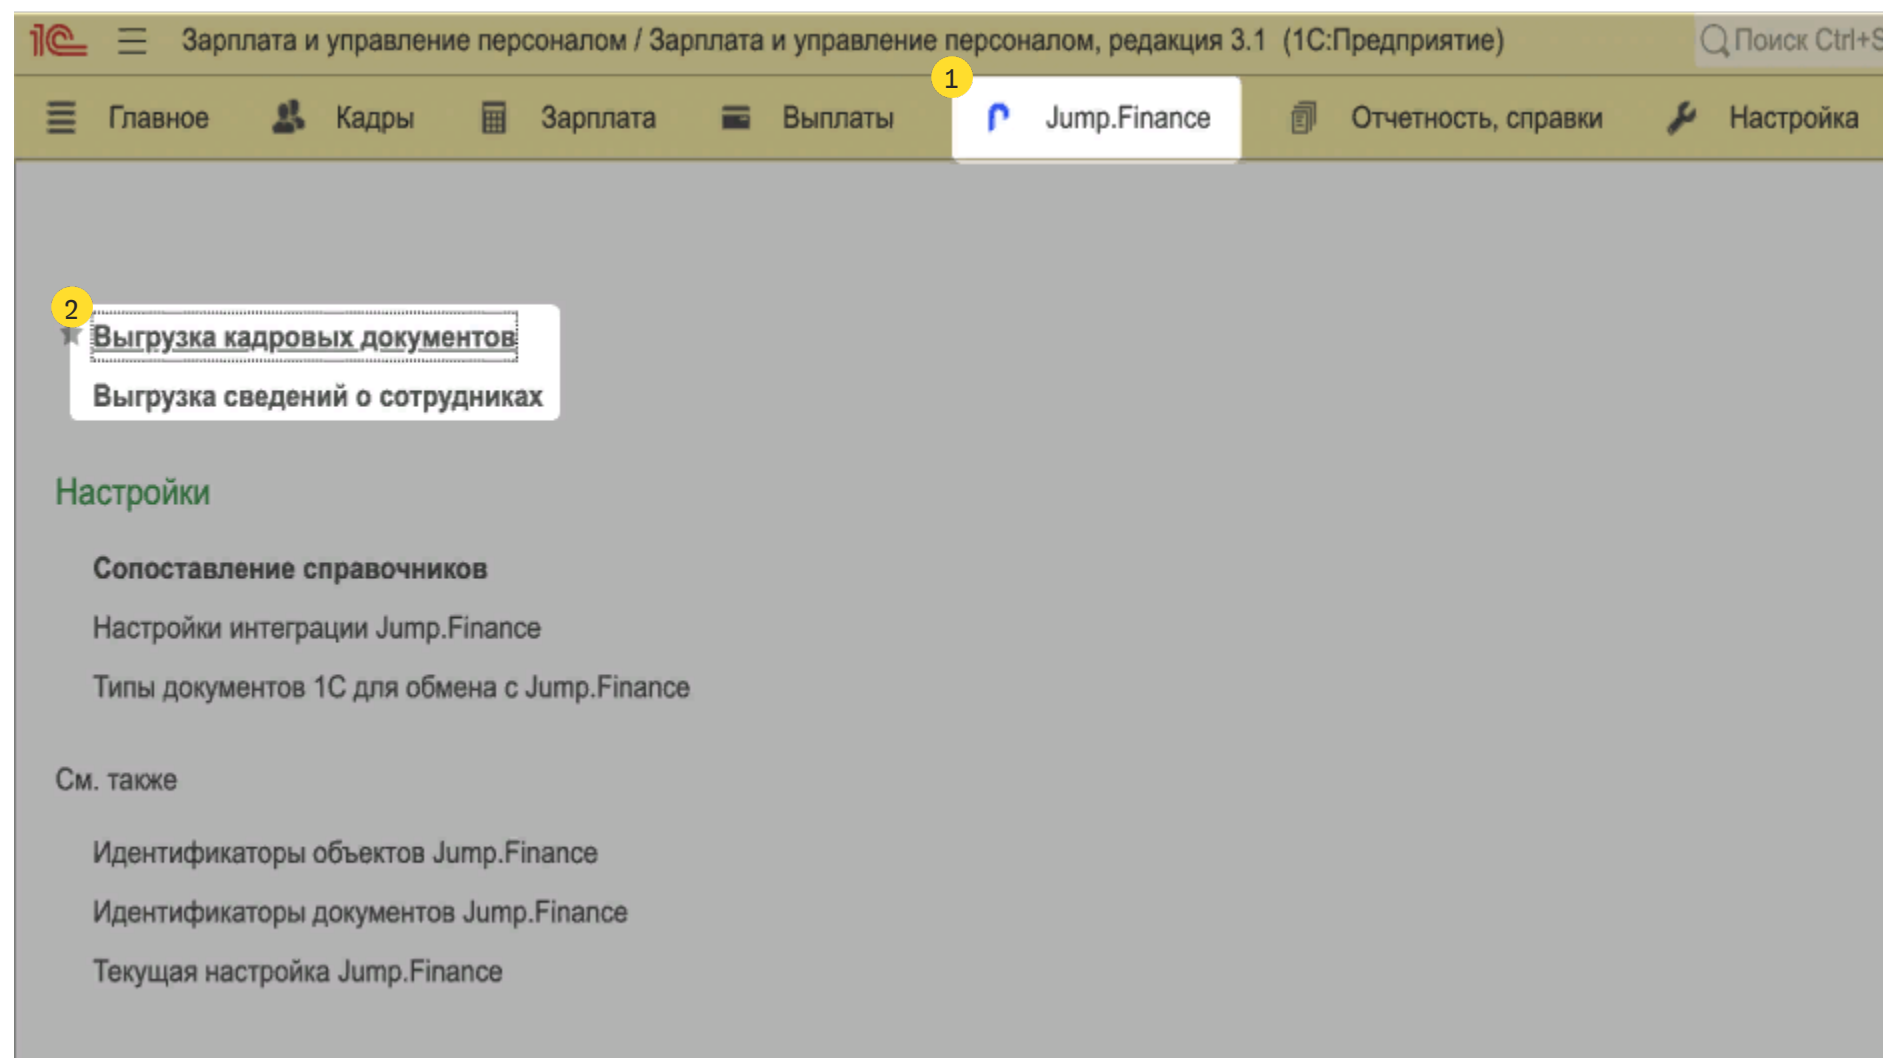 1С Зарплата и управление персоналом / Зарплата и управление персоналом, редакция 3.1 (1С:Предприятие) Поиск Ctrl+S
1
Главное Кадры Зарплата Выплаты Jump.Finance Отчетность, справки Настройка
2
Выгрузка кадровых документов
Выгрузка сведений о сотрудниках
Настройки
Сопоставление справочников
Настройки интеграции Jump.Finance
Типы документов 1С для обмена с Jump.Finance
См. также
Идентификаторы объектов Jump.Finance
Идентификаторы документов Jump.Finance
Текущая настройка Jump.Finance